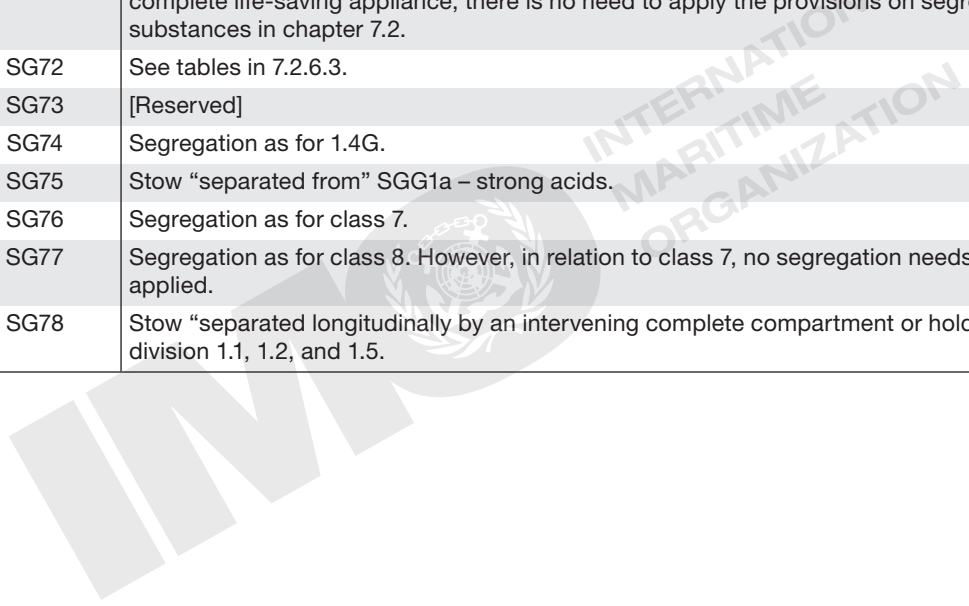 complete life-saving appliance, there is no need to apply the provisions on segre
substances in chapter 7.2.
SG72 See tables in 7.2.6.3.
SG73 [Reserved]
SG74 Segregation as for 1.4G.
SG75 Stow “separated from” SGG1a – strong acids.
SG76 Segregation as for class 7.
SG77 Segregation as for class 8. However, in relation to class 7, no segregation needs
applied.
SG78 Stow “separated longitudinally by an intervening complete compartment or hold
division 1.1, 1.2, and 1.5.
INTERNATION
MARITIME
ORGANIZATION
IMO